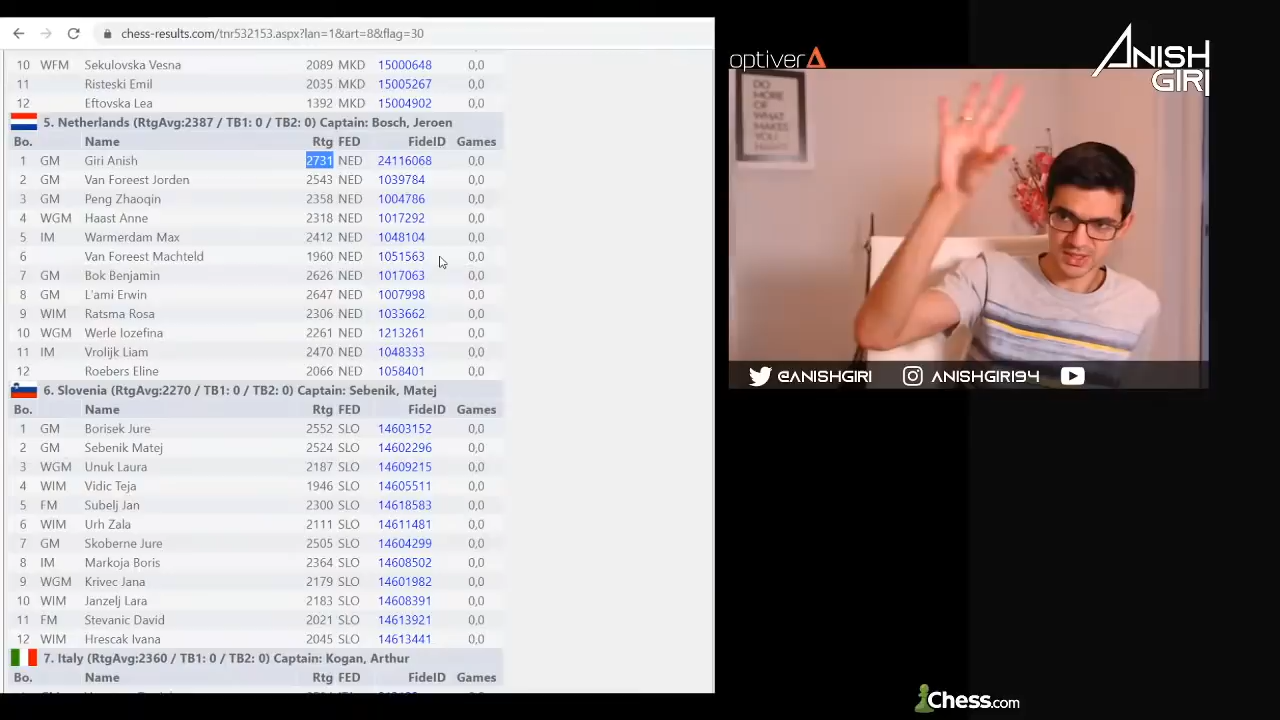 chess-results.com/tnr532153.aspx?lan=1&art=8&flag=30
10 WFM Sekulovska Vesna 2089 MKD 15000648 0,0
11 Risteski Emil 2035 MKD 15005267 0,0
12 Eftovska Lea 1392 MKD 15004902 0,0
5. Netherlands (RtgAvg:2387 / TB1: 0 / TB2: 0) Captain: Bosch, Jeroen
Bo. Name Rtg FED FideID Games
1 GM Giri Anish 2731 NED 24116068 0,0
2 GM Van Foreest Jorden 2543 NED 1039784 0,0
3 GM Peng Zhaoqin 2358 NED 1004786 0,0
4 WGM Haast Anne 2318 NED 1017292 0,0
5 IM Warmerdam Max 2412 NED 1048104 0,0
6 Van Foreest Machteld 1960 NED 1051563 0,0
7 GM Bok Benjamin 2626 NED 1017063 0,0
8 GM L'ami Erwin 2647 NED 1007998 0,0
9 WIM Ratsma Rosa 2306 NED 1033662 0,0
10 WGM Werle Iozefina 2261 NED 1213261 0,0
11 IM Vrolijk Liam 2470 NED 1048333 0,0
12 Roebers Eline 2066 NED 1058401 0,0
6. Slovenia (RtgAvg:2270 / TB1: 0 / TB2: 0) Captain: Sebenik, Matej
Bo. Name Rtg FED FideID Games
1 GM Borisek Jure 2552 SLO 14603152 0,0
2 GM Sebenik Matej 2524 SLO 14602296 0,0
3 WGM Unuk Laura 2187 SLO 14609215 0,0
4 WIM Vidic Teja 1946 SLO 14605511 0,0
5 FM Subelj Jan 2300 SLO 14618583 0,0
6 WIM Urh Zala 2111 SLO 14611481 0,0
7 GM Skoberne Jure 2505 SLO 14604299 0,0
8 IM Markoja Boris 2364 SLO 14608502 0,0
9 WGM Krivec Jana 2179 SLO 14601982 0,0
10 WIM Janzelj Lara 2183 SLO 14608391 0,0
11 FM Stevanic David 2021 SLO 14613921 0,0
12 WIM Hrescak Ivana 2045 SLO 14613441 0,0
7. Italy (RtgAvg:2360 / TB1: 0 / TB2: 0) Captain: Kogan, Arthur
Bo. Name Rtg FED FideID Games
optiver
ANISH
GIRI
DO
MORE
OF
WHAT
MAKES
YOU
@ANISHGIRI ANISHGIRI94
Chess.com